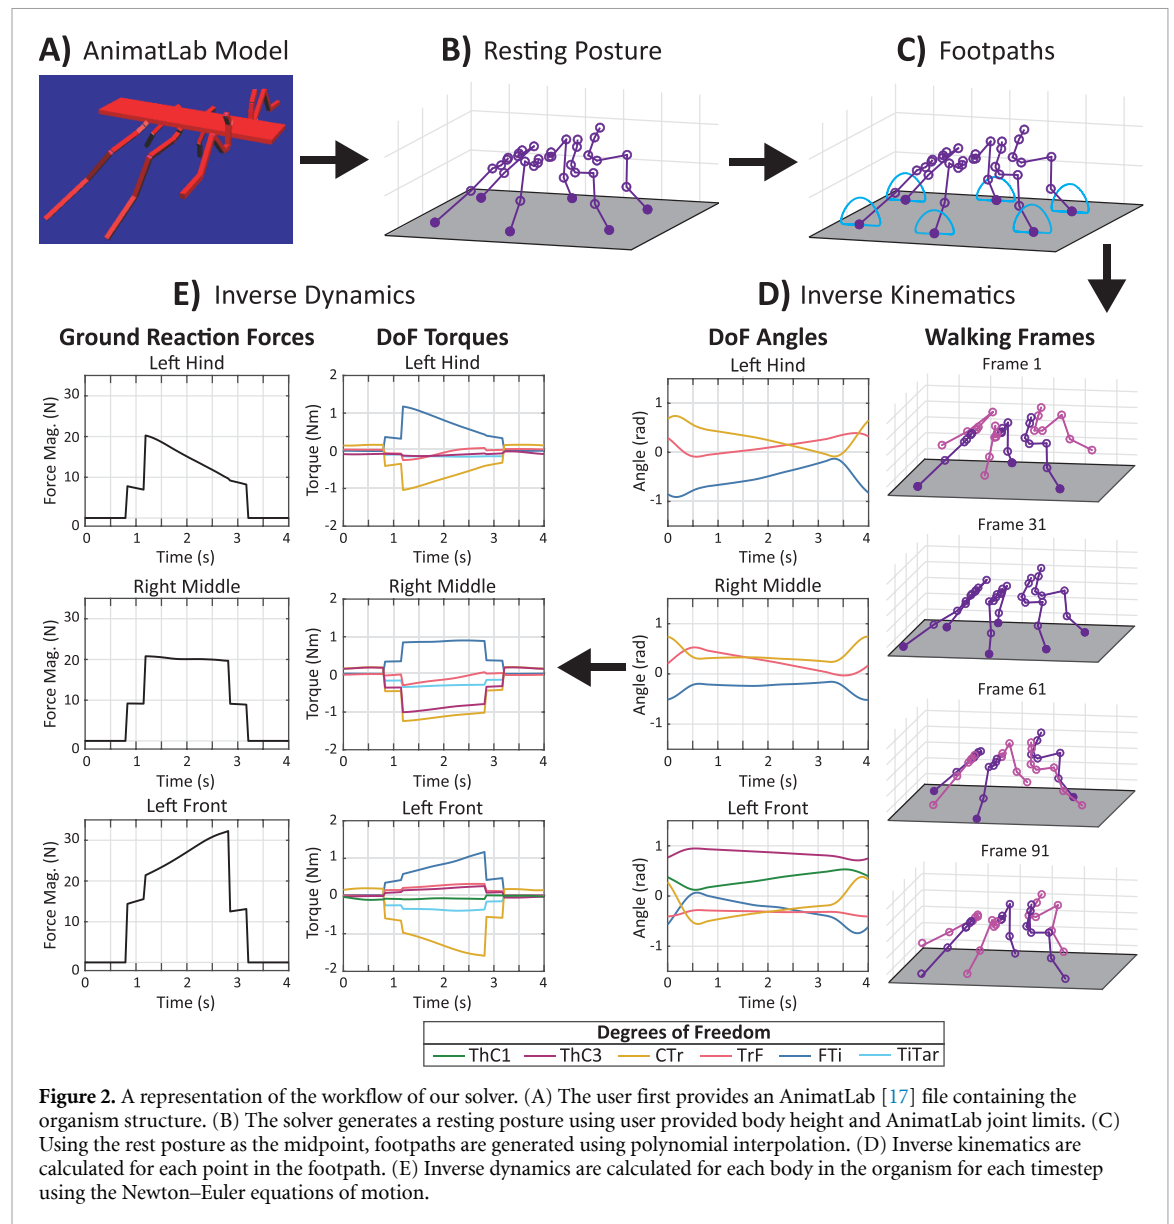 A) AnimatLab Model
B) Resting Posture
C) Footpaths
E) Inverse Dynamics
D) Inverse Kinematics
Ground Reaction Forces
DoF Torques
DoF Angles
Walking Frames
Left Hind
Force Mag. (N)
30
20
10
0
0 1 2 3 4
Time (s)
Left Hind
Torque (Nm)
2
1
0
-1
-2
0 1 2 3 4
Time (s)
Left Hind
Angle (rad)
1
0
-1
0 1 2 3 4
Time (s)
Frame 1
Right Middle
Force Mag. (N)
30
20
10
0
0 1 2 3 4
Time (s)
Right Middle
Torque (Nm)
2
1
0
-1
-2
0 1 2 3 4
Time (s)
Right Middle
Angle (rad)
1
0
-1
0 1 2 3 4
Time (s)
Frame 31
Frame 61
Left Front
Force Mag. (N)
30
20
10
0
0 1 2 3 4
Time (s)
Left Front
Torque (Nm)
2
1
0
-1
-2
0 1 2 3 4
Time (s)
Left Front
Angle (rad)
1
0
-1
0 1 2 3 4
Time (s)
Frame 91
Degrees of Freedom
ThC1 ThC3 CTr TrF FTi TiTar
Figure 2. A representation of the workflow of our solver. (A) The user first provides an AnimatLab [17] file containing the
organism structure. (B) The solver generates a resting posture using user provided body height and AnimatLab joint limits. (C)
Using the rest posture as the midpoint, footpaths are generated using polynomial interpolation. (D) Inverse kinematics are
calculated for each point in the footpath. (E) Inverse dynamics are calculated for each body in the organism for each timestep
using the Newton–Euler equations of motion.